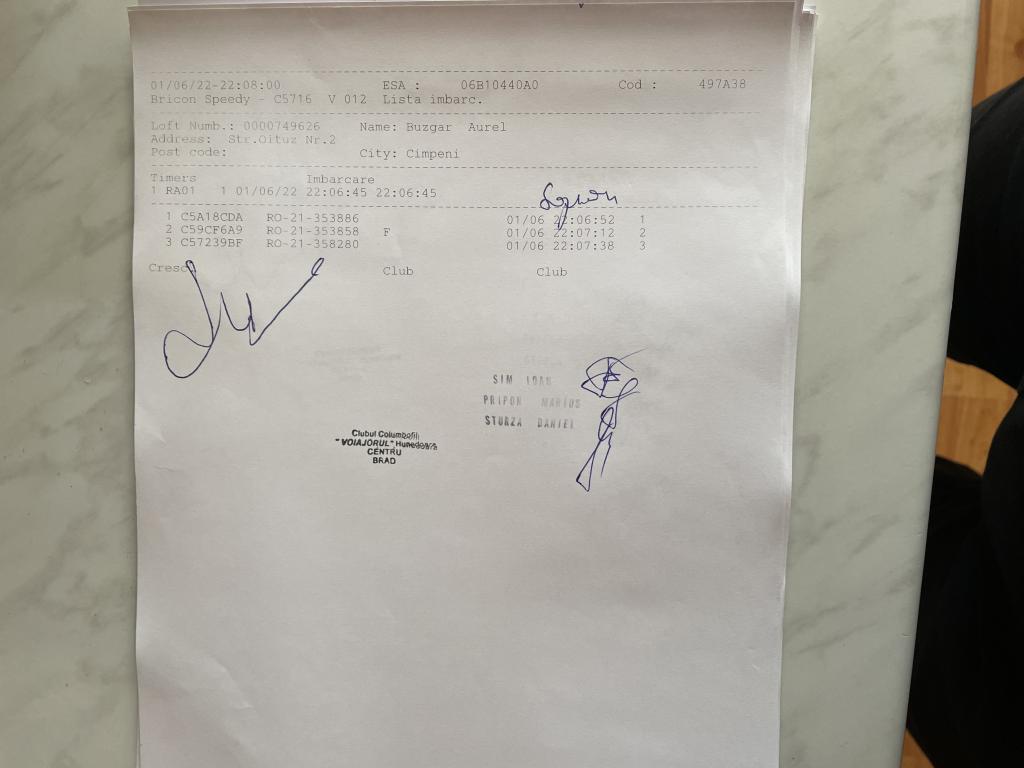 01/06/22-22:08:00 ESA : 06B10440A0 Cod : 497A38
Bricon Speedy - C5716 V 012 Lista imbarc.
Loft Numb.: 0000749626 Name: Buzgar Aurel
Address: Str.Oituz Nr.2
Post code: City: Cimpeni
Timers Imbarcare
1 RA01 1 01/06/22 22:06:45 22:06:45
1 C5A18CDA RO-21-353886 01/06 22:06:52 1
2 C59CF6A9 RO-21-353858 F 01/06 22:07:12 2
3 C57239BF RO-21-358280 01/06 22:07:38 3
Club Club
SIM IOAN
PRIPON MARIUS
STURZA DANIEL
Clubul Columbofil
"VOIAJORUL" Hunedoara
CENTRU
BRAD